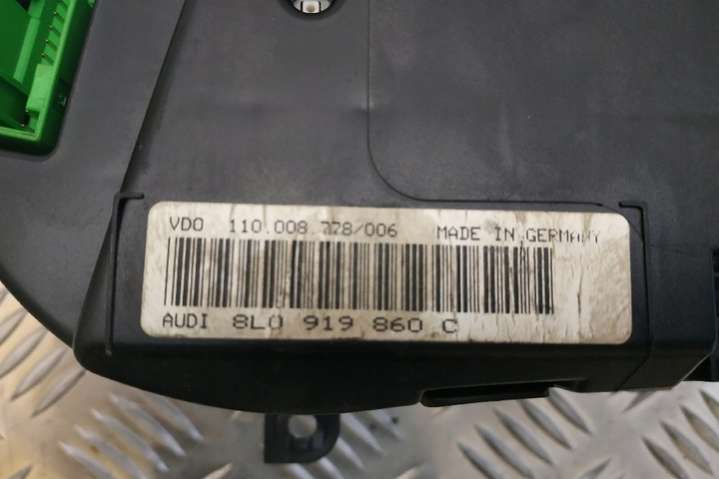 VDO 110.008.778/006 MADE IN GERMANY
AUDI 8L0 919 860 C